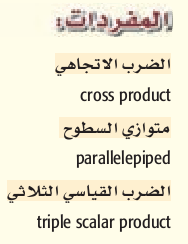 المفردات:
الضرب الاتجاهي
cross product
متوازي السطوح
parallelepiped
الضرب القياسي الثلاثي
triple scalar product